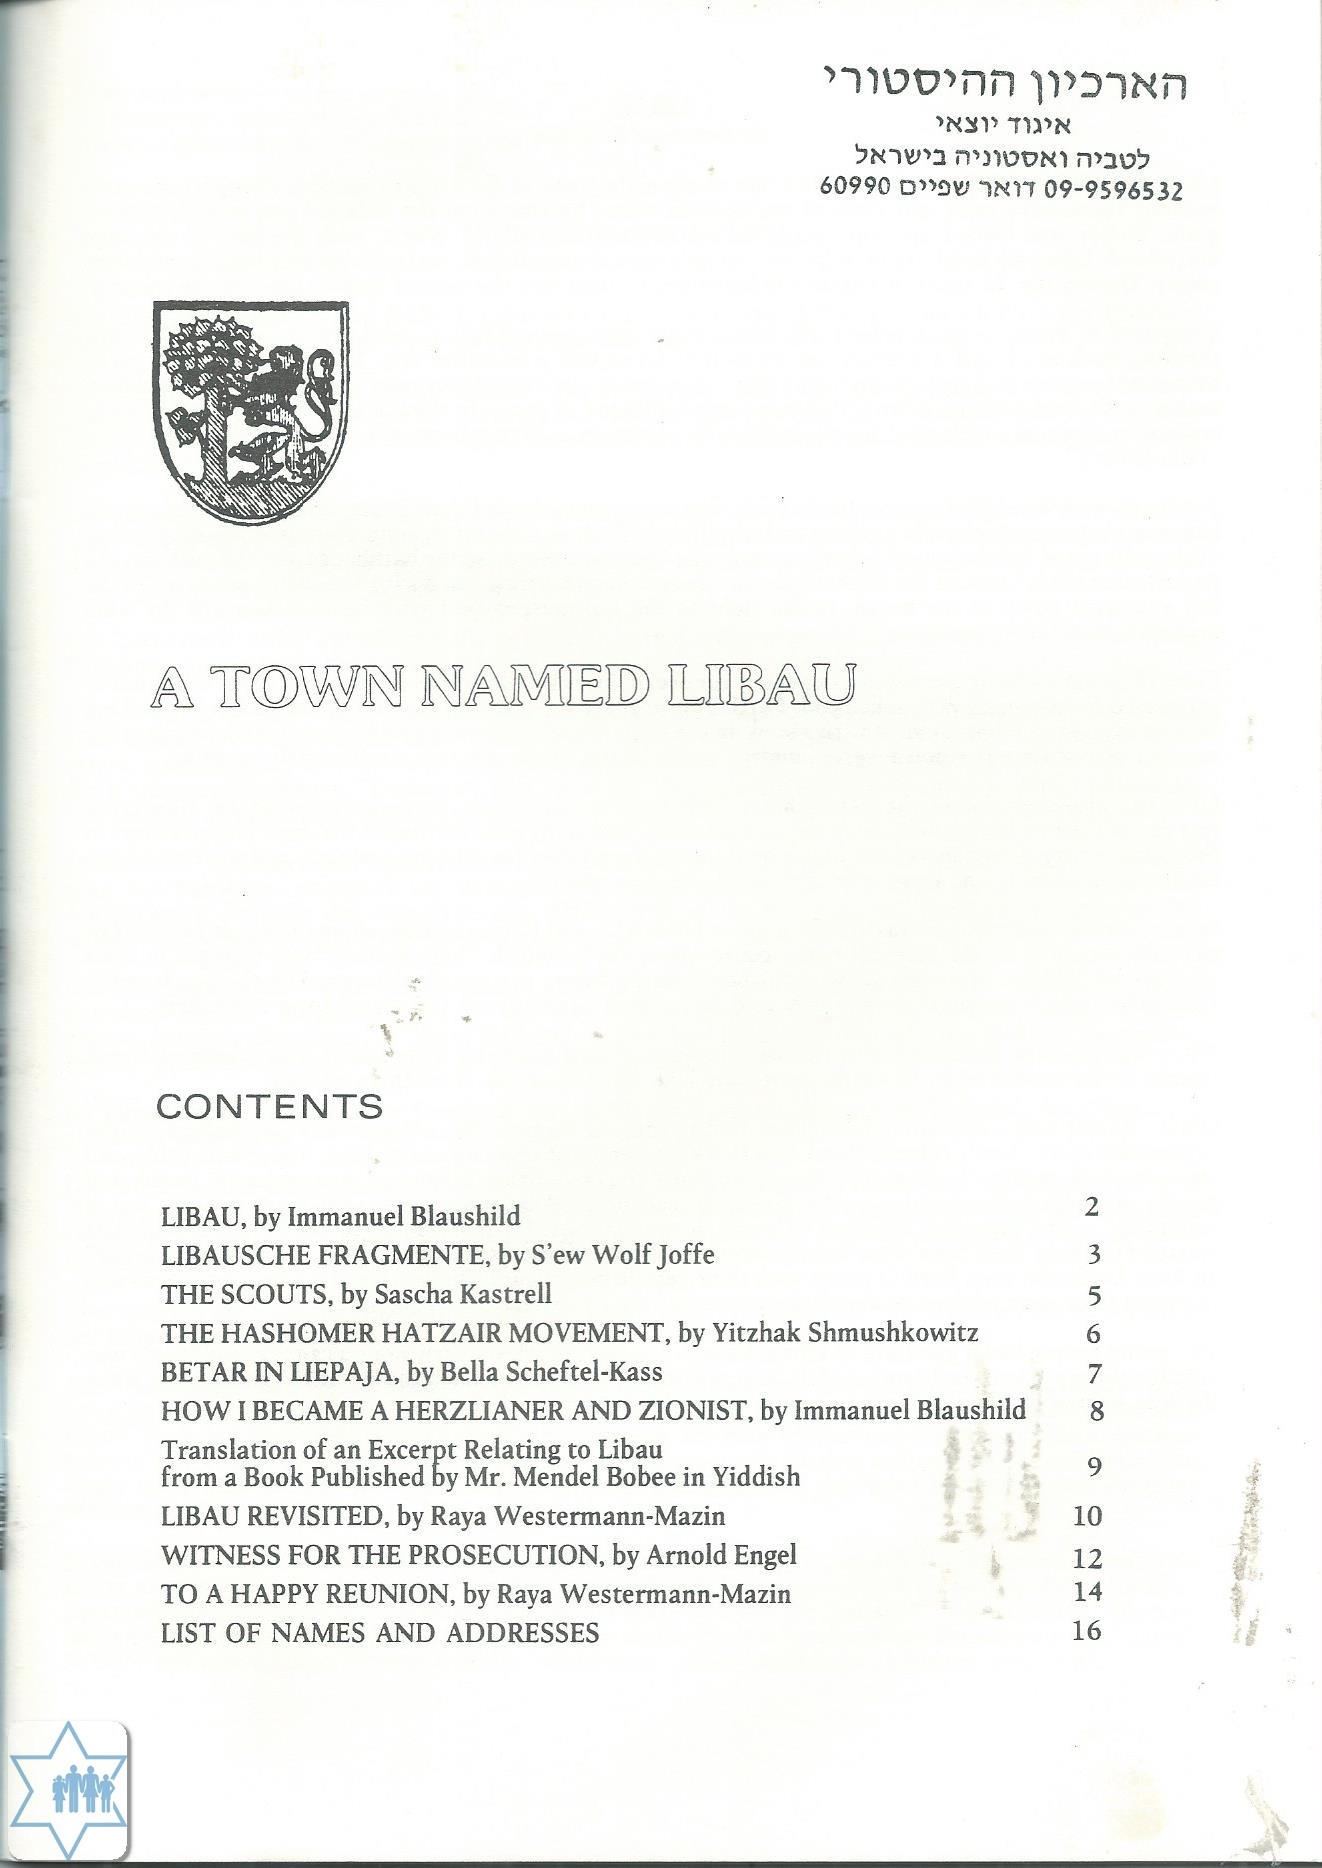 הארכיון ההיסטורי
איגוד יוצאי
לטביה ואסטוניה בישראל
09-9596532 דואר שפיים 60990
A TOWN NAMED LIBAU
CONTENTS
LIBAU, by Immanuel Blaushild 2
LIBAUSCHE FRAGMENTE, by S'ew Wolf Joffe 3
THE SCOUTS, by Sascha Kastrell 5
THE HASHOMER HATZAIR MOVEMENT, by Yitzhak Shmushkowitz 6
BETAR IN LIEPAJA, by Bella Scheftel-Kass 7
HOW I BECAME A HERZLIANER AND ZIONIST, by Immanuel Blaushild 8
Translation of an Excerpt Relating to Libau
from a Book Published by Mr. Mendel Bobee in Yiddish 9
LIBAU REVISITED, by Raya Westermann-Mazin 10
WITNESS FOR THE PROSECUTION, by Arnold Engel 12
TO A HAPPY REUNION, by Raya Westermann-Mazin 14
LIST OF NAMES AND ADDRESSES 16